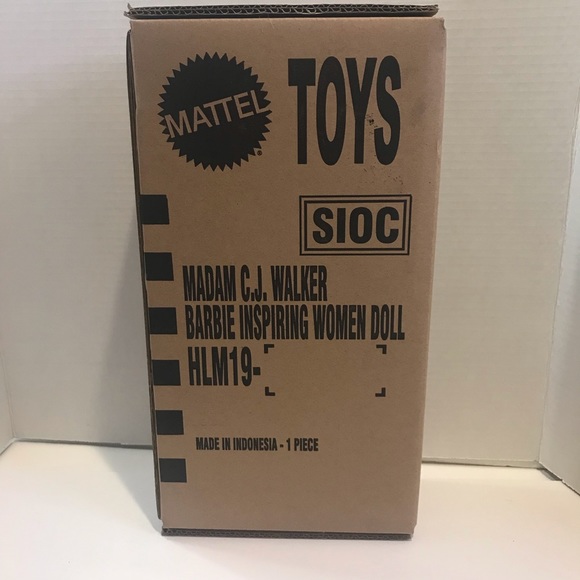 MATTEL
TOYS
SIOC
MADAM C.J. WALKER
BARBIE INSPIRING WOMEN DOLL
HLM19-
MADE IN INDONESIA - 1 PIECE